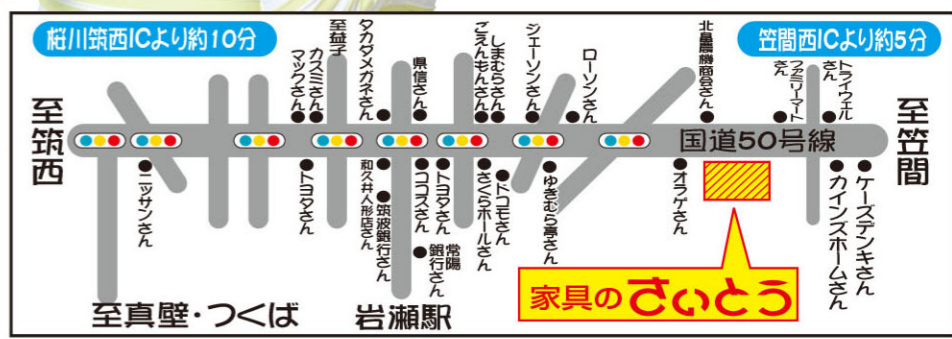 桜川筑西ICより約10分
笠間西ICより約5分
至筑西
至笠間
マックさん
カスミさん
至益子
タカダメガネさん
県信さん
ごえんもんさん
しまむらさん
ジェーソンさん
ローソンさん
北星農機商会さん
ファミリーマートさん
トライウェルさん
国道50号線
ニッサンさん
トヨタさん
和久井人形店さん
筑波銀行さん
ココスさん
トヨタさん
常陽銀行さん
さくらホールさん
ドコモさん
ゆきむら亭さん
オラゲさん
カインズホームさん
ケーズデンキさん
至真壁・つくば
岩瀬駅
家具のさいとう